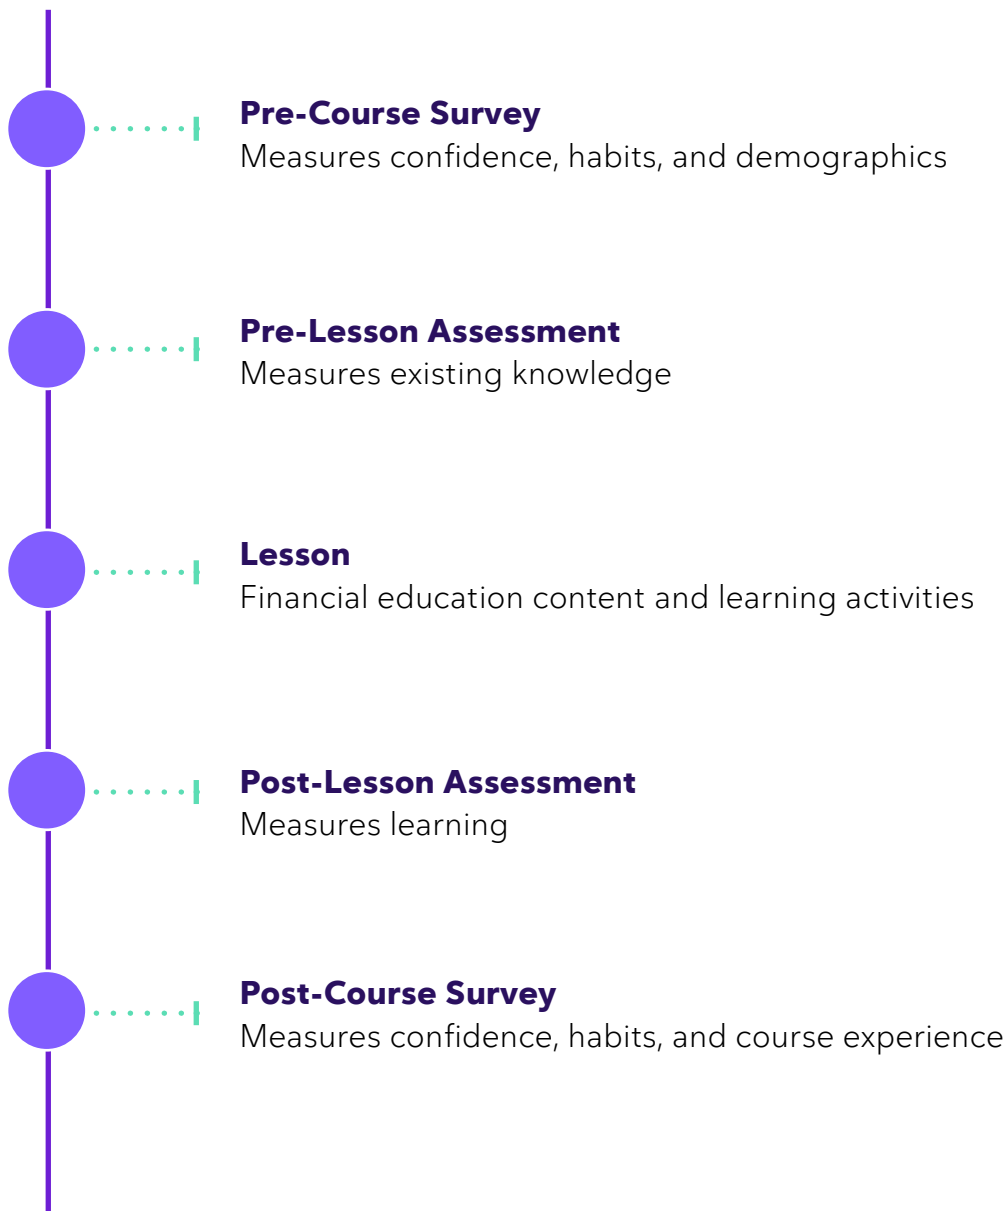 Pre-Course Survey
Measures confidence, habits, and demographics
Pre-Lesson Assessment
Measures existing knowledge
Lesson
Financial education content and learning activities
Post-Lesson Assessment
Measures learning
Post-Course Survey
Measures confidence, habits, and course experience